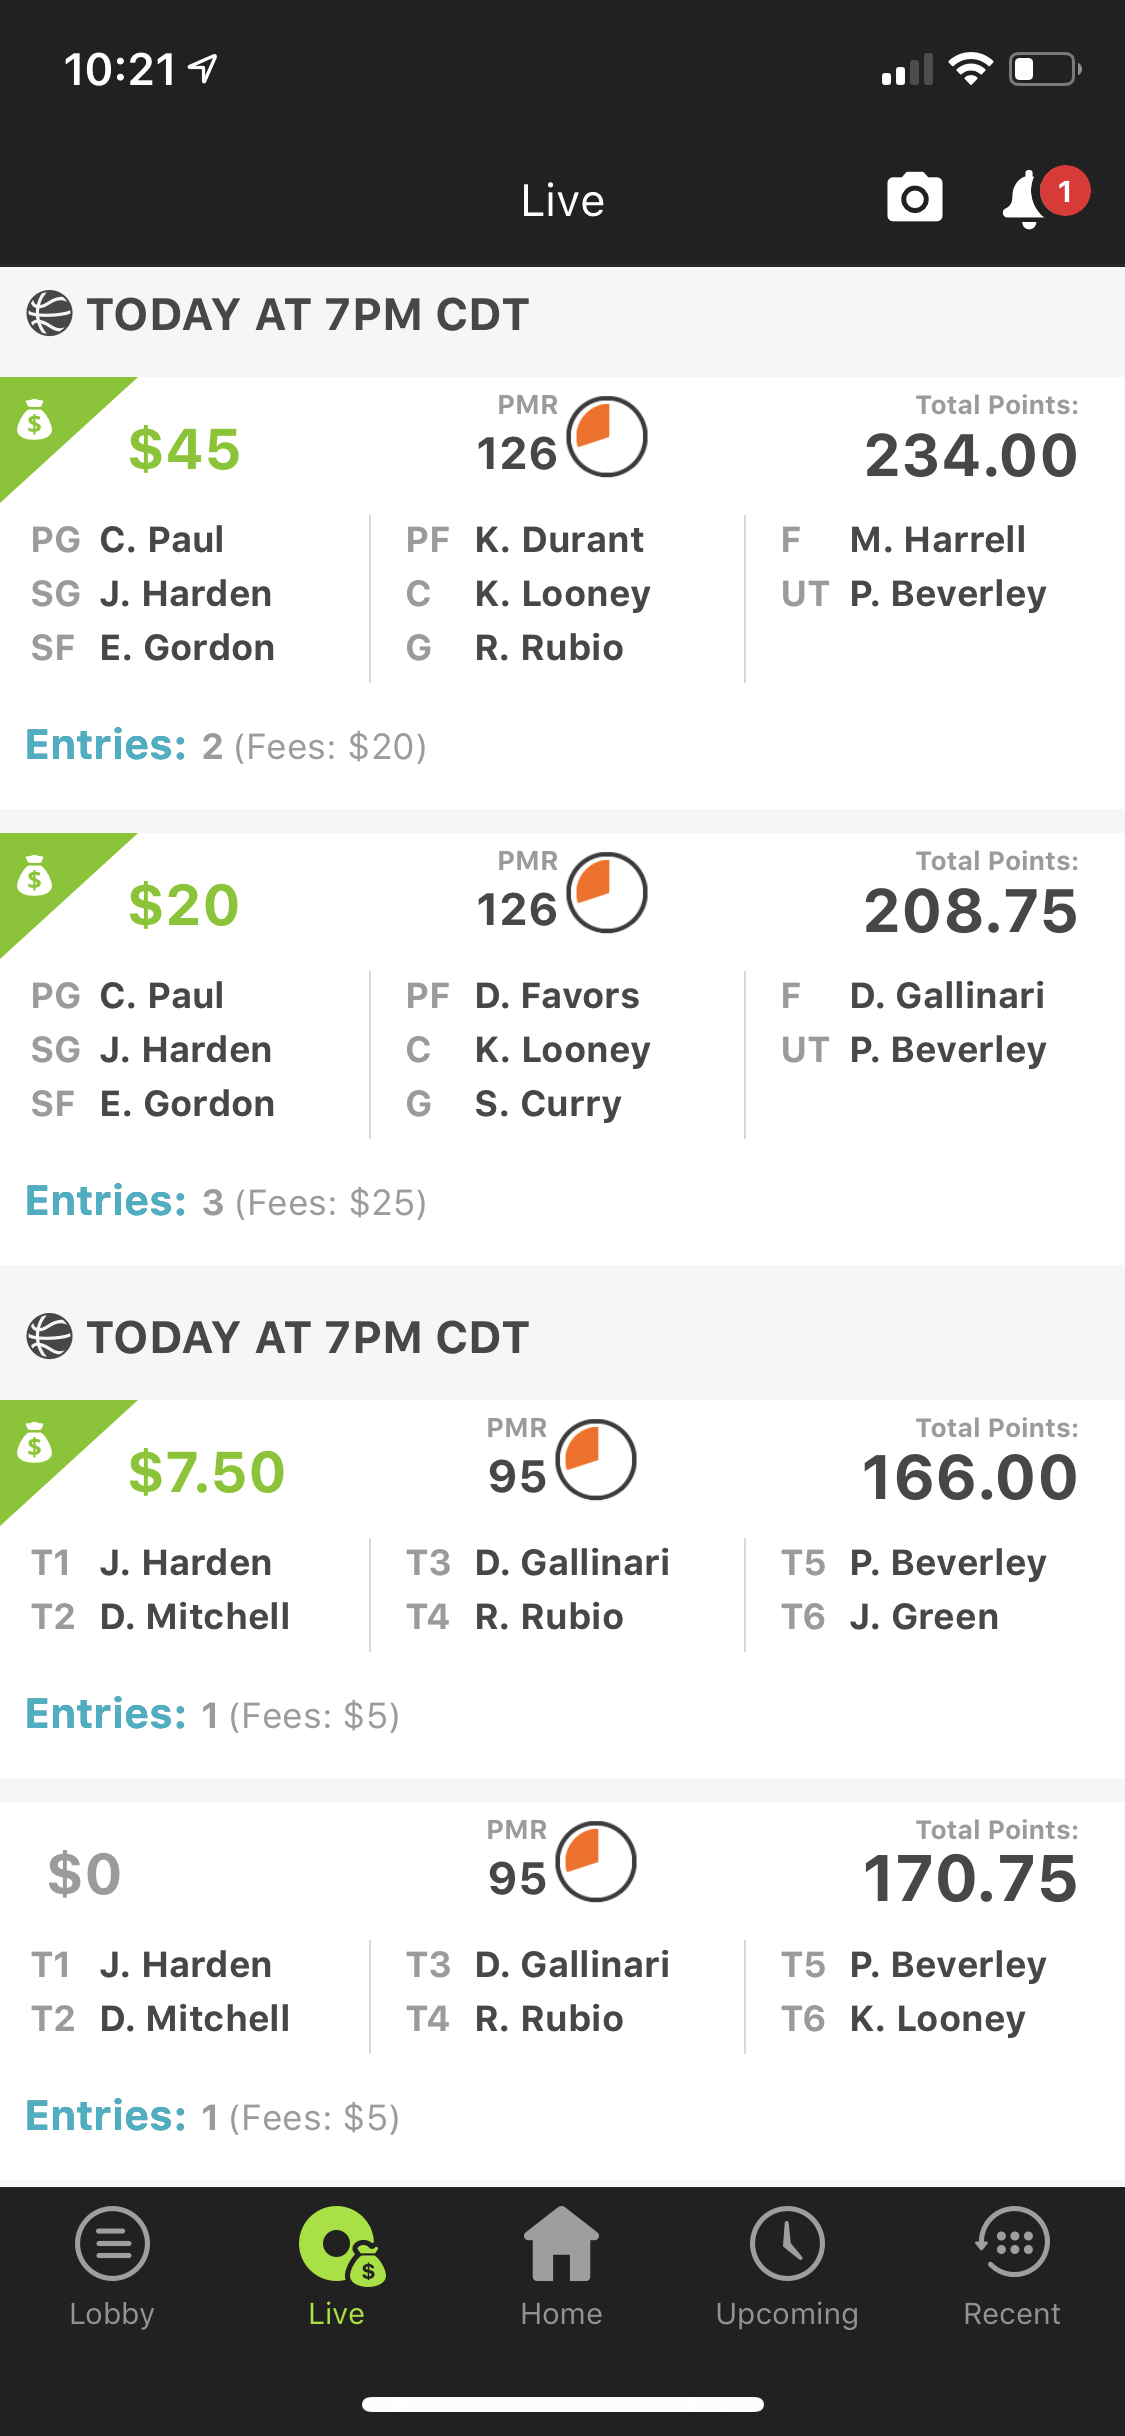 10:21
Live
1
TODAY AT 7PM CDT
$
$45
PMR
126
Total Points:
234.00
PG C. Paul
SG J. Harden
SF E. Gordon
PF K. Durant
C K. Looney
G R. Rubio
F M. Harrell
UT P. Beverley
Entries: 2 (Fees: $20)
$
$20
PMR
126
Total Points:
208.75
PG C. Paul
SG J. Harden
SF E. Gordon
PF D. Favors
C K. Looney
G S. Curry
F D. Gallinari
UT P. Beverley
Entries: 3 (Fees: $25)
TODAY AT 7PM CDT
$
$7.50
PMR
95
Total Points:
166.00
T1 J. Harden
T2 D. Mitchell
T3 D. Gallinari
T4 R. Rubio
T5 P. Beverley
T6 J. Green
Entries: 1 (Fees: $5)
$0
PMR
95
Total Points:
170.75
T1 J. Harden
T2 D. Mitchell
T3 D. Gallinari
T4 R. Rubio
T5 P. Beverley
T6 K. Looney
Entries: 1 (Fees: $5)
$
Lobby
Live
Home
Upcoming
Recent